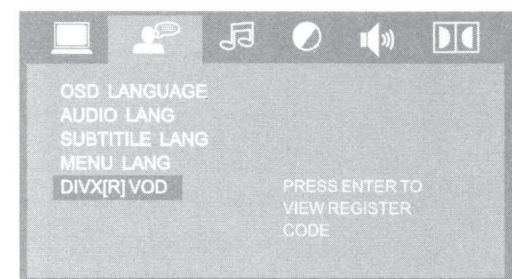 OSD LANGUAGE
AUDIO LANG
SUBTITILE LANG
MENU LANG
DIVX[R] VOD
PRESS ENTER TO
VIEW REGISTER
CODE